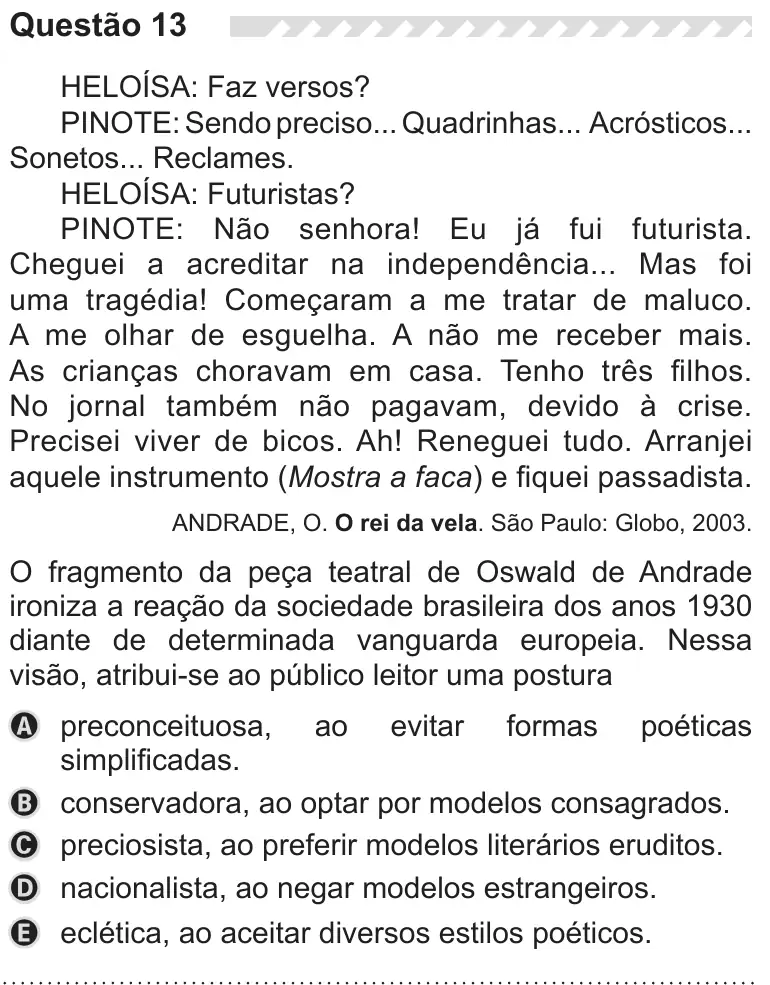 Questão 13
HELOÍSA: Faz versos?
PINOTE: Sendo preciso... Quadrinhas... Acrósticos...
Sonetos... Reclames.
HELOÍSA: Futuristas?
PINOTE: Não senhora! Eu já fui futurista.
Cheguei a acreditar na independência... Mas foi
uma tragédia! Começaram a me tratar de maluco.
A me olhar de esguelha. A não me receber mais.
As crianças choravam em casa. Tenho três filhos.
No jornal também não pagavam, devido à crise.
Precisei viver de bicos. Ah! Reneguei tudo. Arranjei
aquele instrumento (Mostra a faca) e fiquei passadista.
ANDRADE, O. O rei da vela. São Paulo: Globo, 2003.
O fragmento da peça teatral de Oswald de Andrade
ironiza a reação da sociedade brasileira dos anos 1930
diante de determinada vanguarda europeia. Nessa
visão, atribui-se ao público leitor uma postura
A preconceituosa, ao evitar formas poéticas
simplificadas.
B conservadora, ao optar por modelos consagrados.
C preciosista, ao preferir modelos literários eruditos.
D nacionalista, ao negar modelos estrangeiros.
E eclética, ao aceitar diversos estilos poéticos.